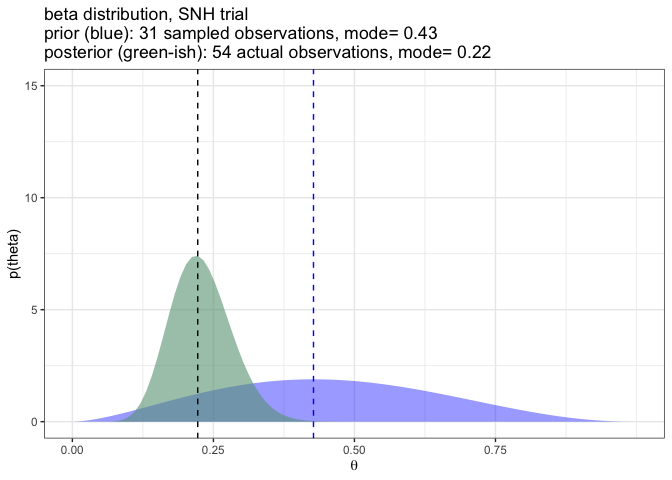 beta distribution, SNH trial
prior (blue): 31 sampled observations, mode= 0.43
posterior (green-ish): 54 actual observations, mode= 0.22
15
10
5
0
p(theta)
0.00 0.25 0.50 0.75
θ